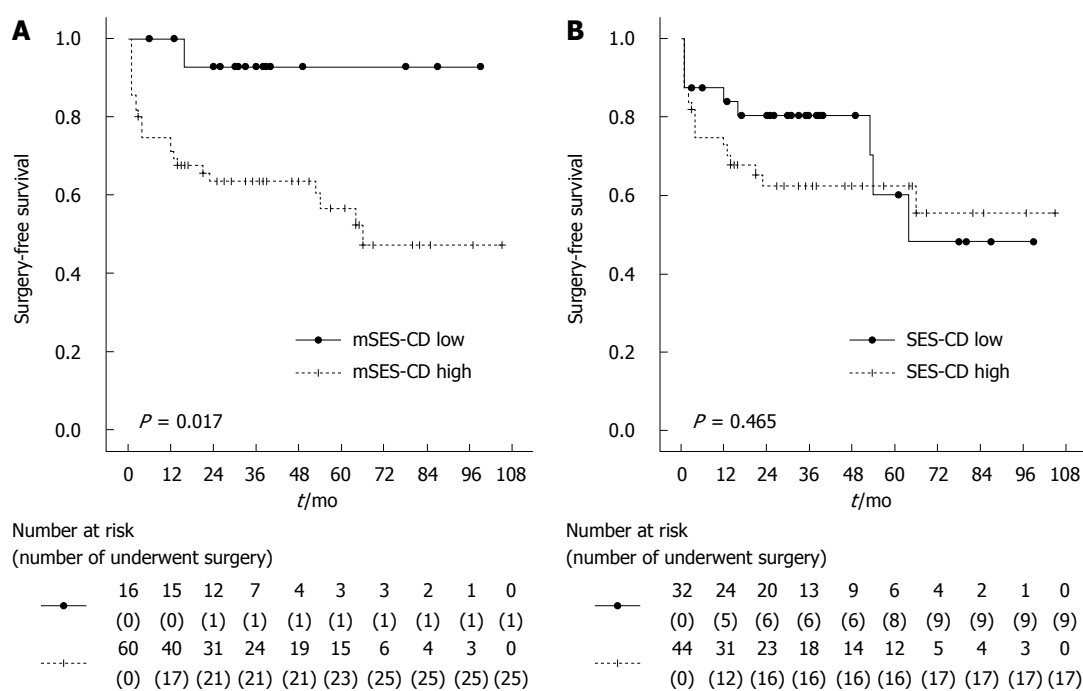 A
1.0
0.8
0.6
0.4
0.2
0.0
Surgery-free survival
mSES-CD low
mSES-CD high
P = 0.017
0 12 24 36 48 60 72 84 96 108
t/mo
Number at risk
(number of underwent surgery)
16 15 12 7 4 3 3 2 1 0
(0) (0) (1) (1) (1) (1) (1) (1) (1) (1)
60 40 31 24 19 15 6 4 3 0
(0) (17) (21) (21) (21) (23) (25) (25) (25) (25)
B
1.0
0.8
0.6
0.4
0.2
0.0
Surgery-free survival
SES-CD low
SES-CD high
P = 0.465
0 12 24 36 48 60 72 84 96 108
t/mo
Number at risk
(number of underwent surgery)
32 24 20 13 9 6 4 2 1 0
(0) (5) (6) (6) (6) (8) (9) (9) (9) (9)
44 31 23 18 14 12 5 4 3 0
(0) (12) (16) (16) (16) (16) (17) (17) (17) (17)